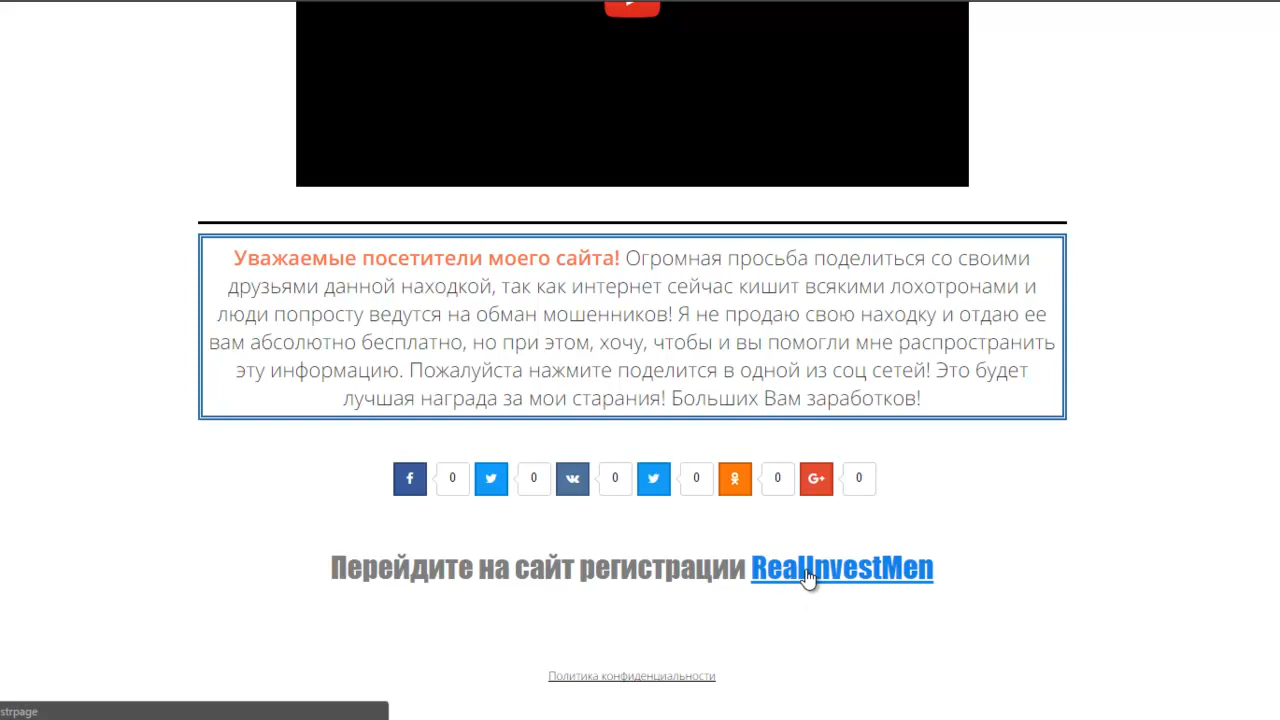 Уважаемые посетители моего сайта! Огромная просьба поделиться со своими
друзьями данной находкой, так как интернет сейчас кишит всякими лохотронами и
люди попросту ведутся на обман мошенников! Я не продаю свою находку и отдаю ее
вам абсолютно бесплатно, но при этом, хочу, чтобы и вы помогли мне распространить
эту информацию. Пожалуйста нажмите поделится в одной из соц сетей! Это будет
лучшая награда за мои старания! Больших Вам заработков!
f 0 0 0 0 0 G+ 0
Перейдите на сайт регистрации RealInvestMen
Политика конфиденциальности
strpage